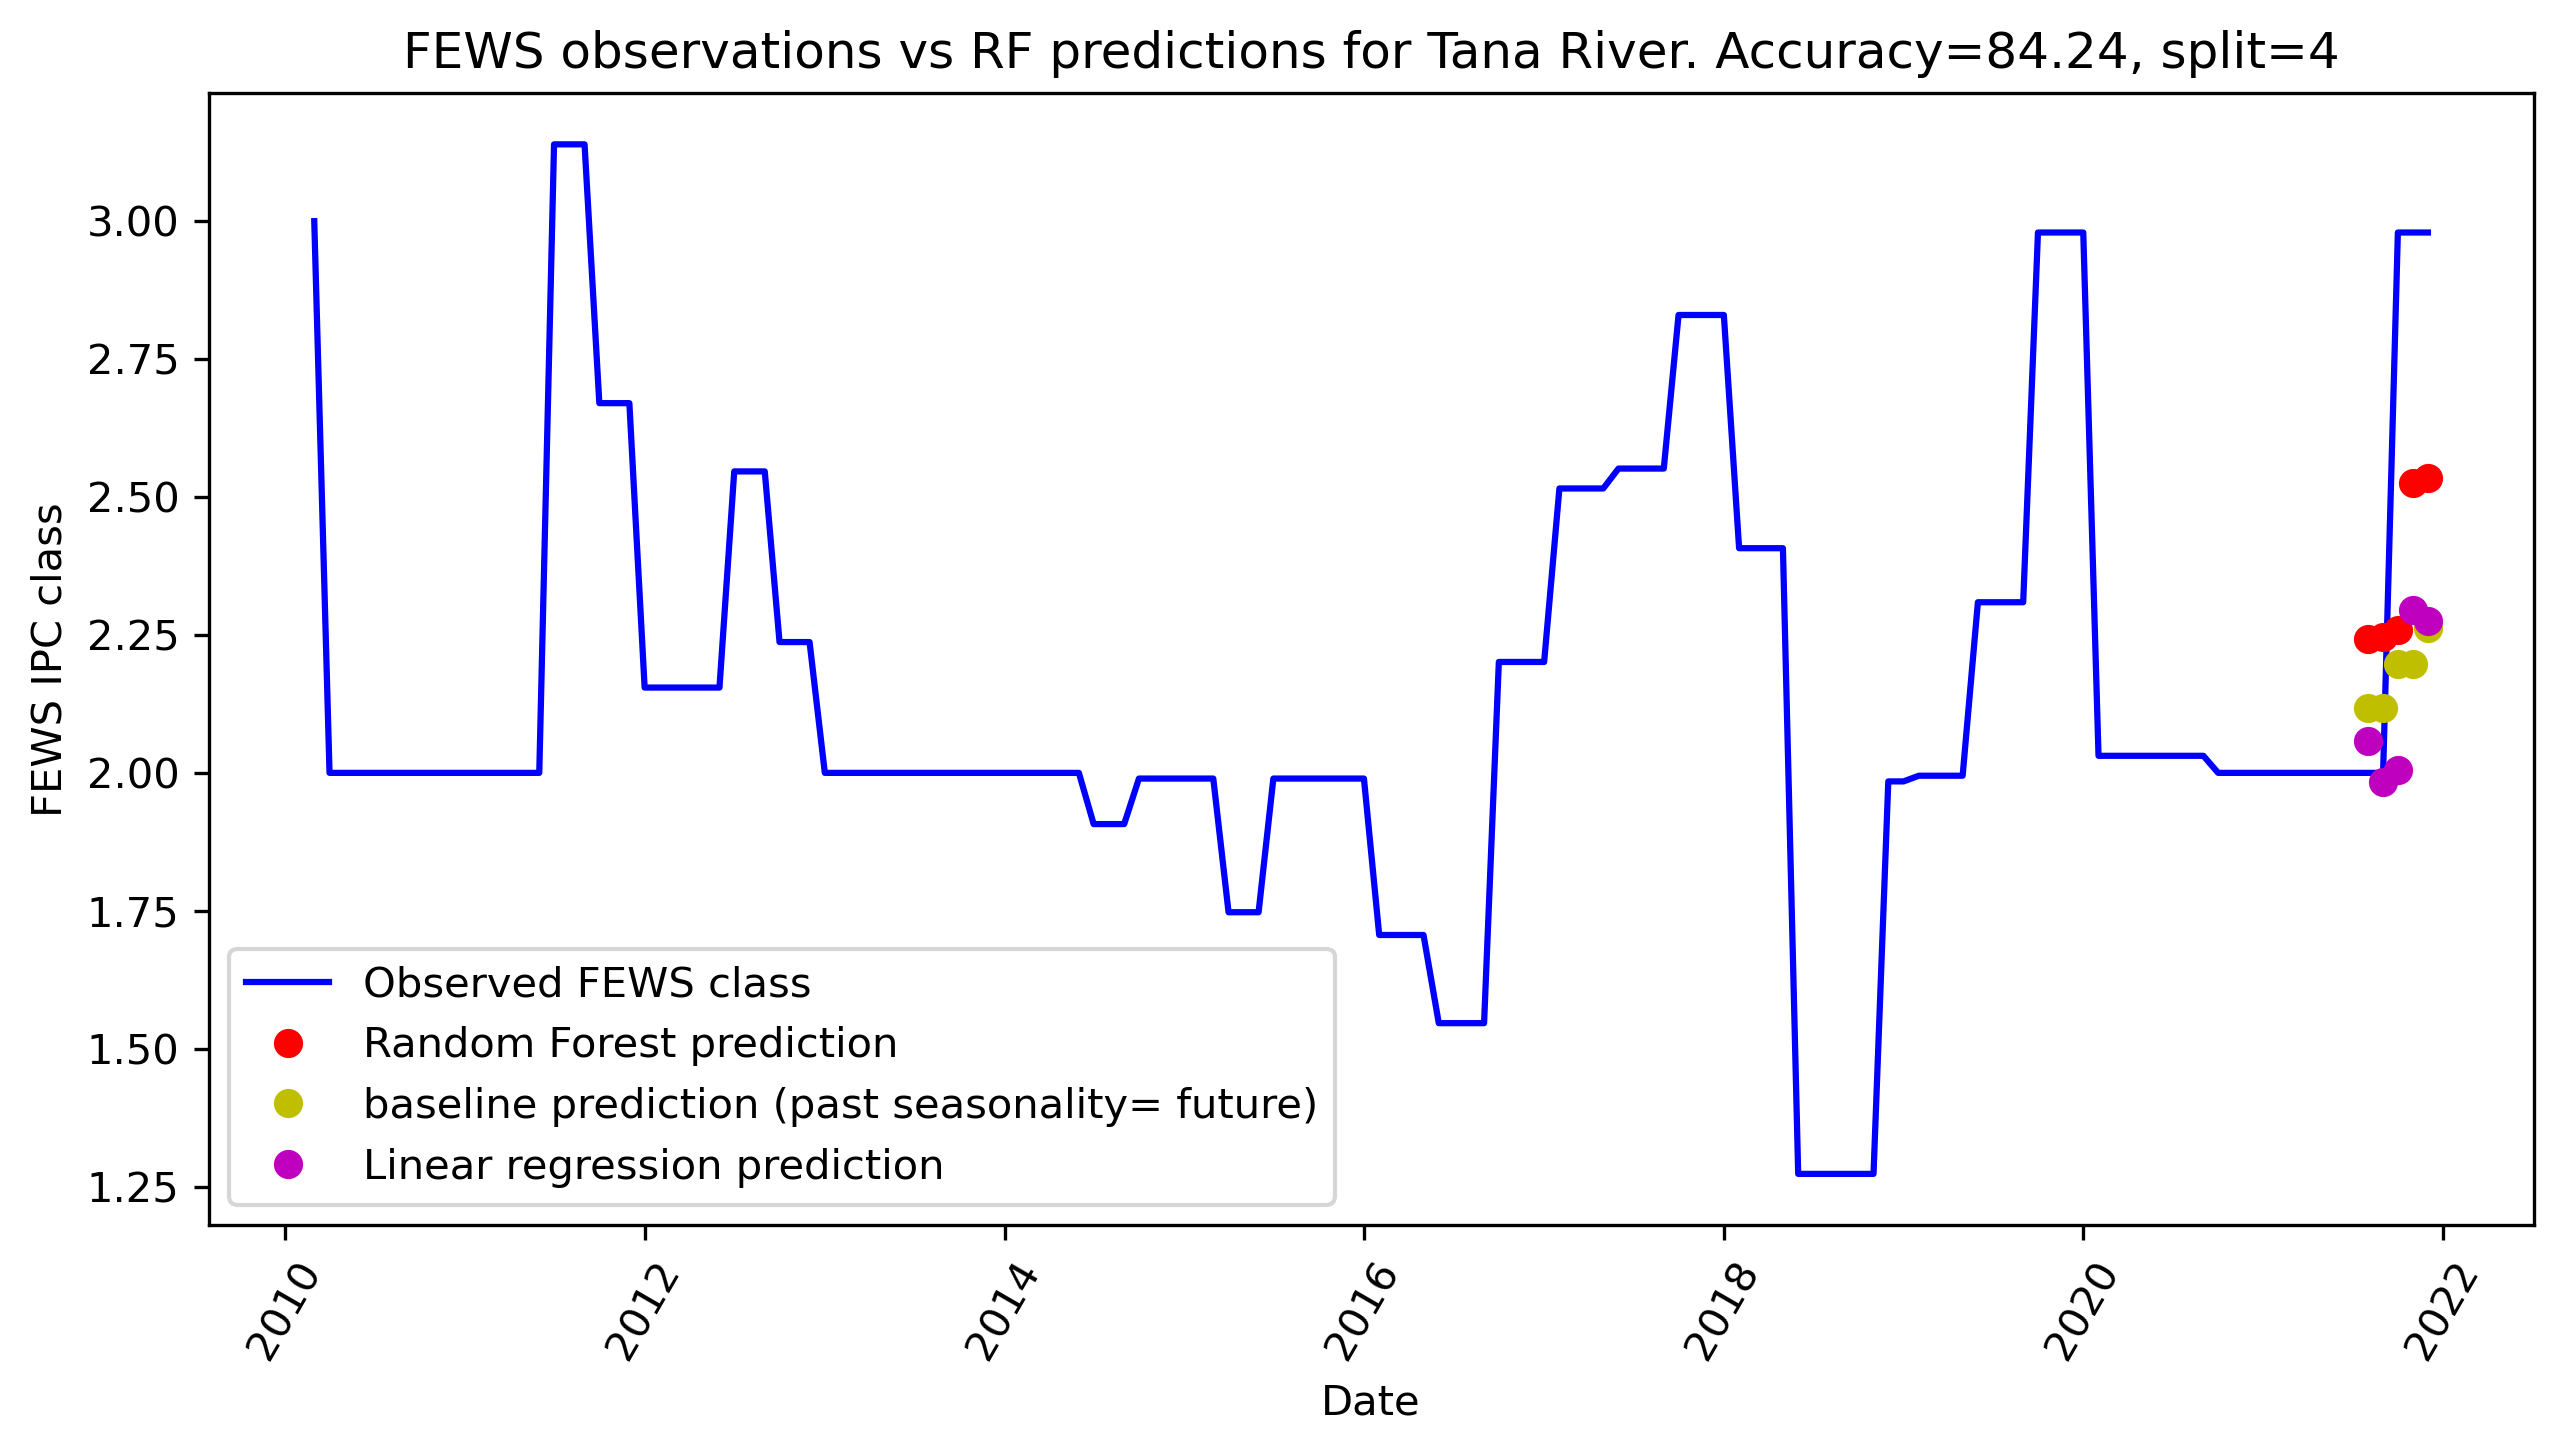 FEWS observations vs RF predictions for Tana River. Accuracy=84.24, split=4
FEWS IPC class
3.00
2.75
2.50
2.25
2.00
1.75
1.50
1.25
Observed FEWS class
Random Forest prediction
baseline prediction (past seasonality= future)
Linear regression prediction
2010
2012
2014
2016
2018
2020
2022
Date